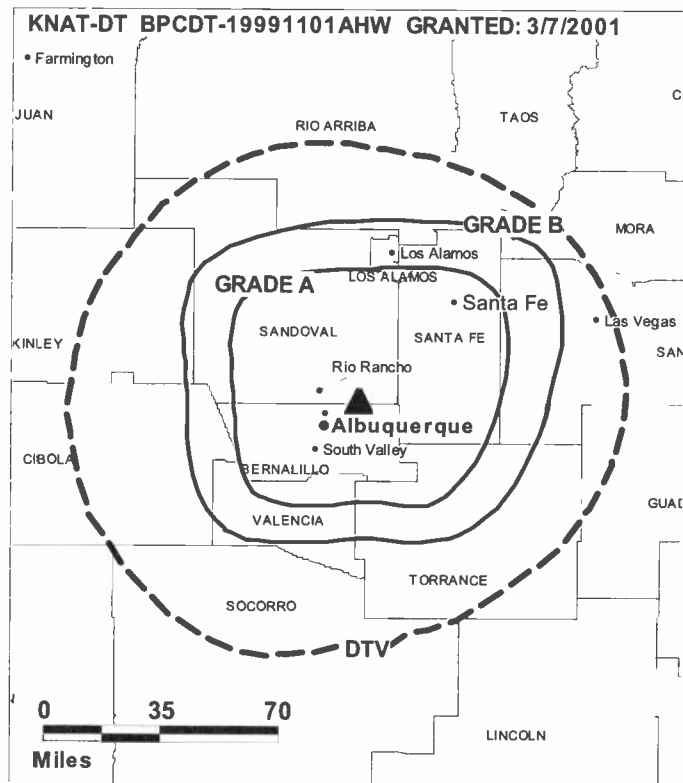 KNAT-DT BPCDT-19991101AHW GRANTED: 3/7/2001
Farmington
JUAN
TAOS
C
RIO ARRIBA
GRADE B
MORA
Los Alamos
LOS ALAMOS
GRADE A
Santa Fe
Las Vegas
SANDOVAL
SANTA FE
KINLEY
SAN
Rio Rancho
Albuquerque
South Valley
CIBOLA
BERNALILLO
GUAD
VALENCIA
TORRANCE
SOCORRO
DTV
0 35 70
Miles
LINCOLN